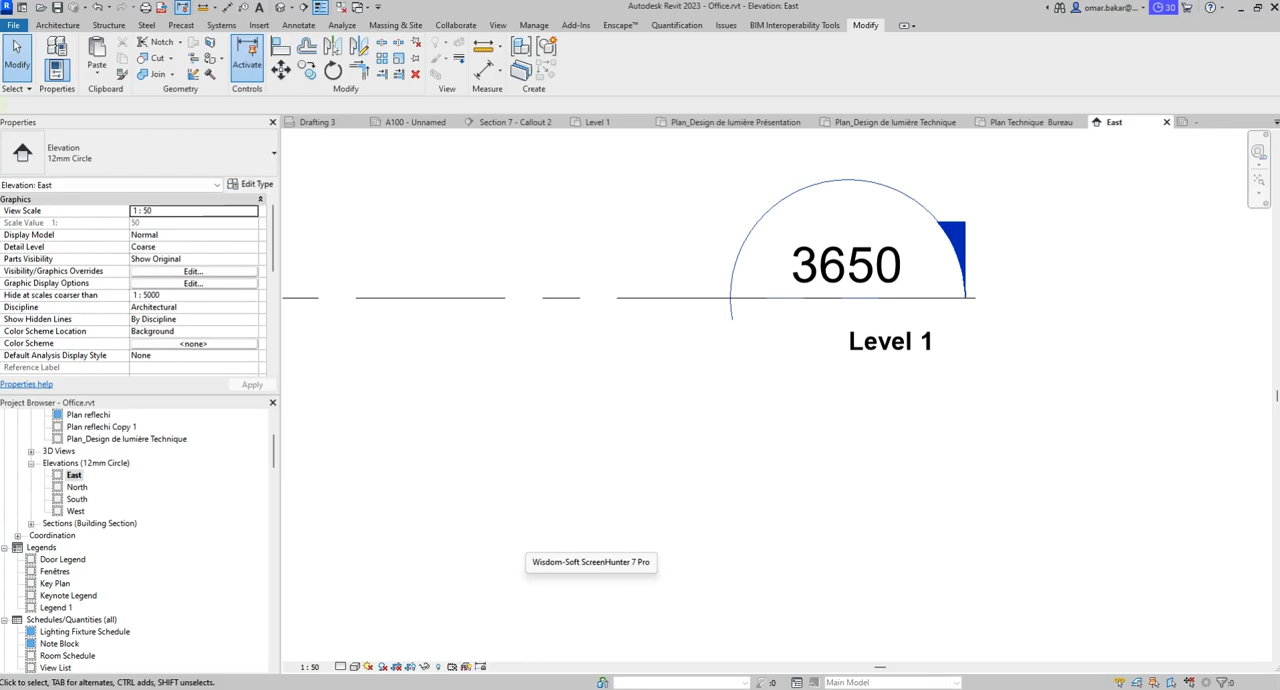 Autodesk Revit 2023 - Office.rvt - Elevation: East
omar.bakar@...
30
File Architecture Structure Steel Precast Systems Insert Annotate Analyze Massing & Site Collaborate View Manage Add-Ins Enscape™ Quantification Issues BIM Interoperability Tools Modify
Modify
Properties
Paste
Notch
Cut
Join
Activate
Select Properties Clipboard Geometry Controls Modify View Measure Create
Properties
Drafting 3
A100 - Unnamed
Section 7 - Callout 2
Level 1
Plan_Design de lumière Présentation
Plan_Design de lumière Technique
Plan Technique Bureau
East
-
Elevation
12mm Circle
Elevation: East
Edit Type
Graphics
View Scale 1 : 50
Scale Value 1: 50
Display Model Normal
Detail Level Coarse
Parts Visibility Show Original
Visibility/Graphics Overrides Edit...
Graphic Display Options Edit...
Hide at scales coarser than 1 : 5000
Discipline Architectural
Show Hidden Lines By Discipline
Color Scheme Location Background
Color Scheme <none>
Default Analysis Display Style None
Reference Label
Properties help
Apply
Project Browser - Office.rvt
Plan reflechi
Plan reflechi Copy 1
Plan_Design de lumière Technique
3D Views
Elevations (12mm Circle)
East
North
South
West
Sections (Building Section)
Coordination
Legends
Door Legend
Fenêtres
Key Plan
Keynote Legend
Legend 1
Schedules/Quantities (all)
Lighting Fixture Schedule
Note Block
Room Schedule
View List
3650
Level 1
Wisdom-Soft ScreenHunter 7 Pro
1 : 50
Click to select, TAB for alternates, CTRL adds, SHIFT unselects.
:0
Main Model
:0